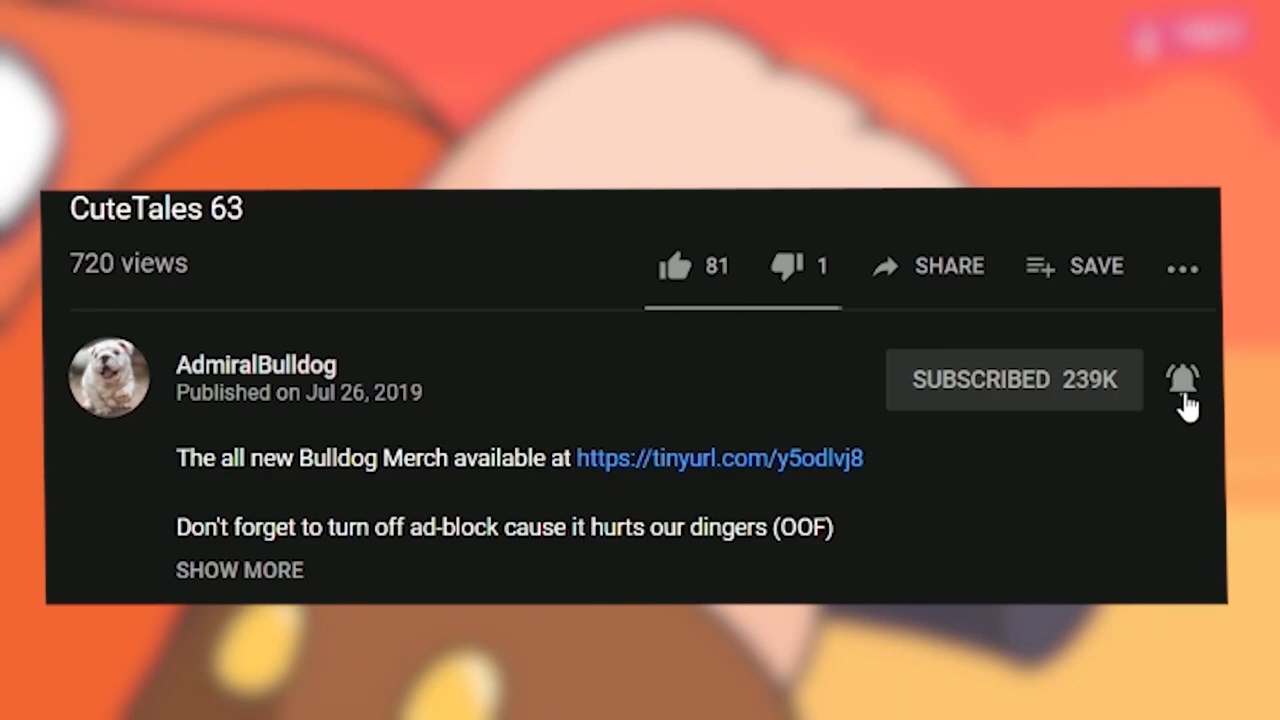 CuteTales 63
720 views
81
1
SHARE
SAVE
AdmiralBulldog
Published on Jul 26, 2019
SUBSCRIBED 239K
The all new Bulldog Merch available at https://tinyurl.com/y5odlvj8
Don't forget to turn off ad-block cause it hurts our dingers (OOF)
SHOW MORE